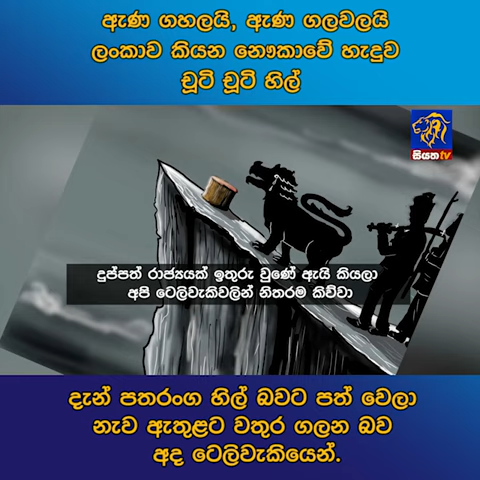 ඇණ ගහලයි, ඇණ ගලවලයි
ලංකාව කියන නෞකාවේ හැදුව
චූටි චූටි හිල්
සියත tv
දුප්පත් රාජ්‍යයක් ඉතුරු වුණේ ඇයි කියලා
අපි ටෙලිවැකිවලින් නිතරම කිව්වා
දැන් පතරංග හිල් බවට පත් වෙලා
නැව ඇතුළට වතුර ගලන බව
අද ටෙලිවැකියෙන්.